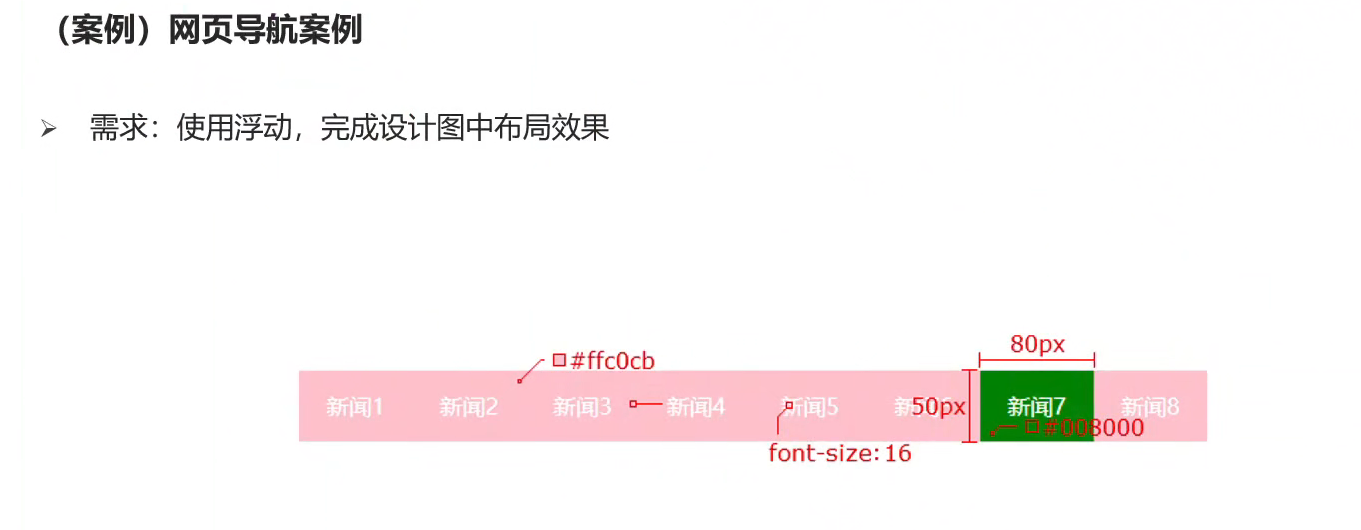 （案例）网页导航案例
➢ 需求：使用浮动，完成设计图中布局效果
80px
#ffc0cb
新闻1 新闻2 新闻3 新闻4 新闻5 新闻6 50px 新闻7 新闻8
#008000
font-size:16